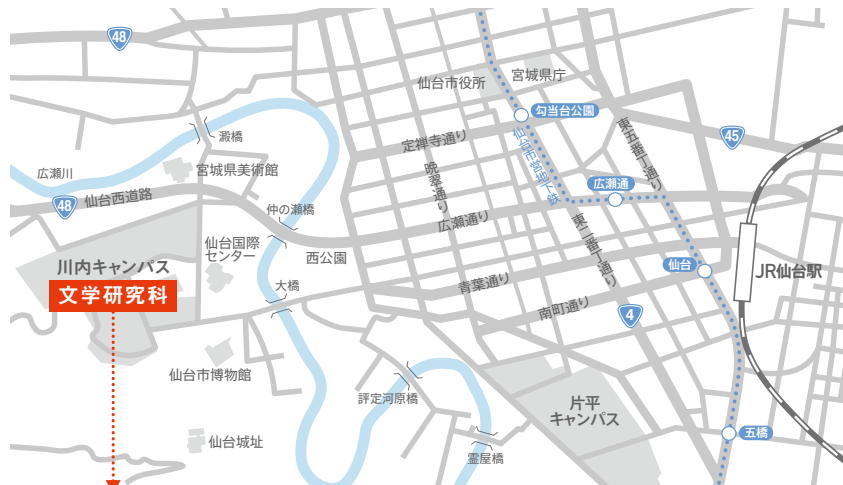 48
仙台市役所
宮城県庁
勾当台公園
仙台市営地下鉄
東五番丁通り
45
澱橋
定禅寺通り
広瀬川
宮城県美術館
晩翠通り
広瀬通
48
仙台西道路
仲の瀬橋
広瀬通り
東二番丁通り
仙台国際
センター
西公園
川内キャンパス
文学研究科
大橋
青葉通り
仙台
JR仙台駅
南町通り
4
仙台市博物館
評定河原橋
片平
キャンパス
五橋
仙台城址
霊屋橋